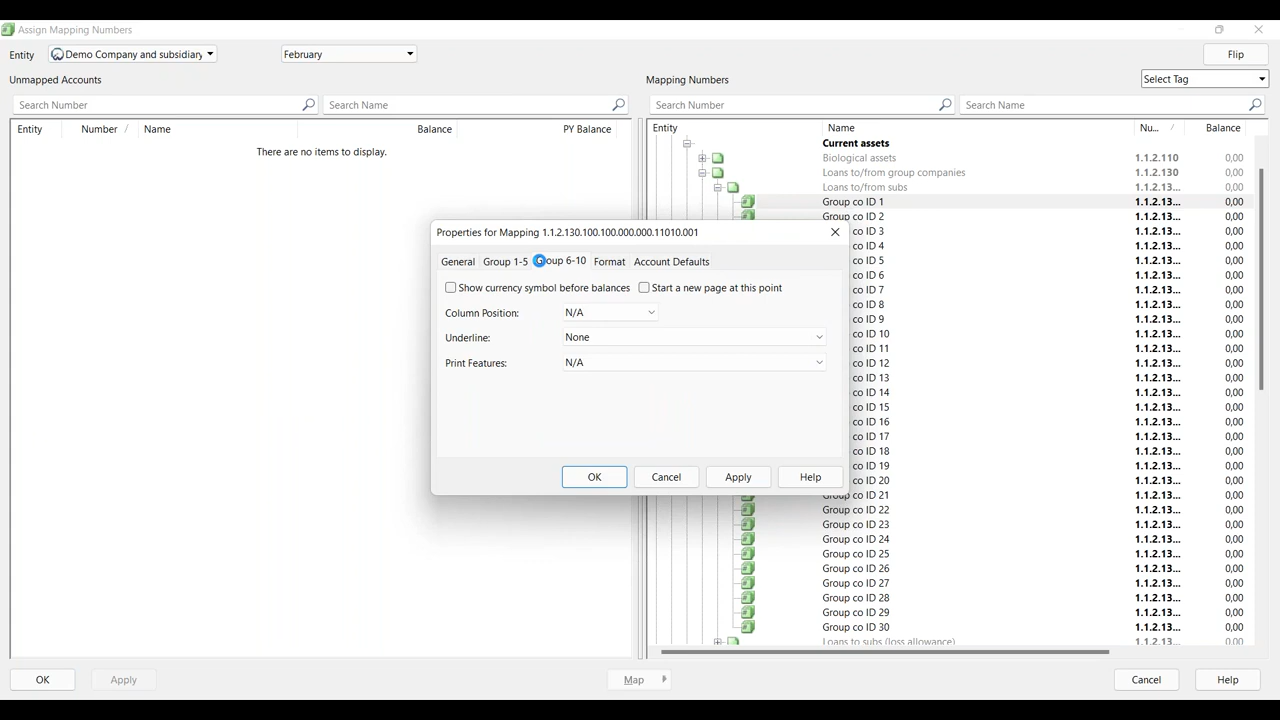 Assign Mapping Numbers
Entity Demo Company and subsidiary February Flip
Unmapped Accounts Mapping Numbers Select Tag
Search Number Search Name Search Number Search Name
Entity Number / Name Balance PY Balance
There are no items to display.
Entity Name Nu... / Balance
Current assets
Biological assets 1.1.2.110 0,00
Loans to/from group companies 1.1.2.130 0,00
Loans to/from subs 1.1.2.13... 0,00
Group co ID 1 1.1.2.13... 0,00
Group co ID 2 1.1.2.13... 0,00
co ID 3 1.1.2.13... 0,00
co ID 4 1.1.2.13... 0,00
co ID 5 1.1.2.13... 0,00
co ID 6 1.1.2.13... 0,00
co ID 7 1.1.2.13... 0,00
co ID 8 1.1.2.13... 0,00
co ID 9 1.1.2.13... 0,00
co ID 10 1.1.2.13... 0,00
co ID 11 1.1.2.13... 0,00
co ID 12 1.1.2.13... 0,00
co ID 13 1.1.2.13... 0,00
co ID 14 1.1.2.13... 0,00
co ID 15 1.1.2.13... 0,00
co ID 16 1.1.2.13... 0,00
co ID 17 1.1.2.13... 0,00
co ID 18 1.1.2.13... 0,00
co ID 19 1.1.2.13... 0,00
co ID 20 1.1.2.13... 0,00
Group co ID 21 1.1.2.13... 0,00
Group co ID 22 1.1.2.13... 0,00
Group co ID 23 1.1.2.13... 0,00
Group co ID 24 1.1.2.13... 0,00
Group co ID 25 1.1.2.13... 0,00
Group co ID 26 1.1.2.13... 0,00
Group co ID 27 1.1.2.13... 0,00
Group co ID 28 1.1.2.13... 0,00
Group co ID 29 1.1.2.13... 0,00
Group co ID 30 1.1.2.13... 0,00
Loans to subs (loss allowance) 1.1.2.13... 0,00
Properties for Mapping 1.1.2.130.100.100.000.000.11010.001
General Group 1-5 oup 6-10 Format Account Defaults
Show currency symbol before balances Start a new page at this point
Column Position: N/A
Underline: None
Print Features: N/A
OK Cancel Apply Help
OK Apply Map Cancel Help